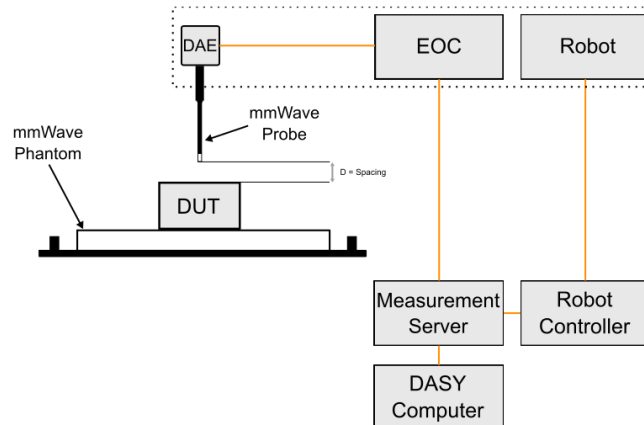 DAE
EOC
Robot
mmWave
Probe
mmWave
Phantom
D = Spacing
DUT
Measurement
Server
Robot
Controller
DASY
Computer